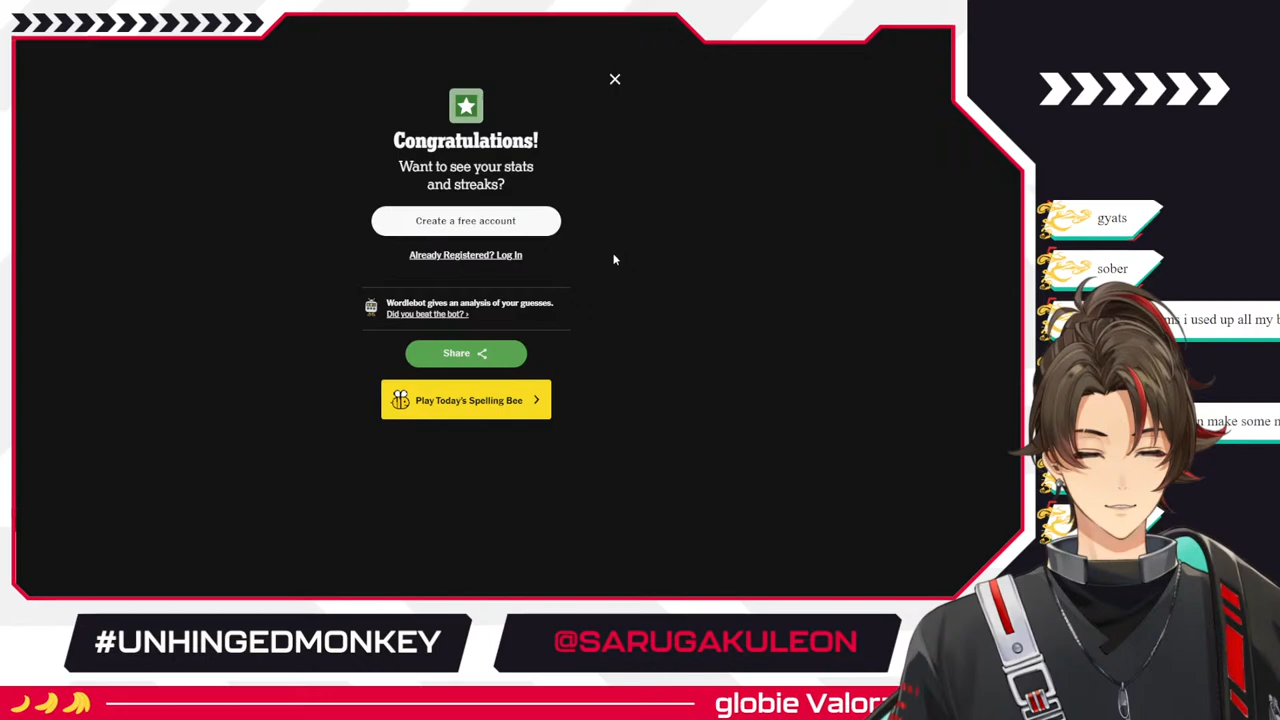 Congratulations!
Want to see your stats
and streaks?
Create a free account
Already Registered? Log In
Wordlebot gives an analysis of your guesses.
Did you beat the bot? ›
Share
Play Today's Spelling Bee
gyats
sober
ms i used up all my
n make some
#UNHINGEDMONKEY
@SARUGAKULEON
globie